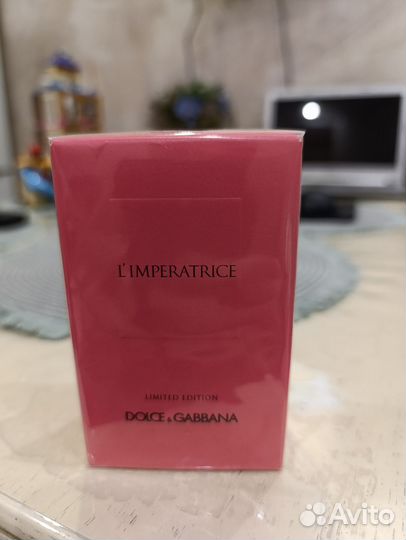 L'IMPERATRICE
LIMITED EDITION
DOLCE & GABBANA
Avito